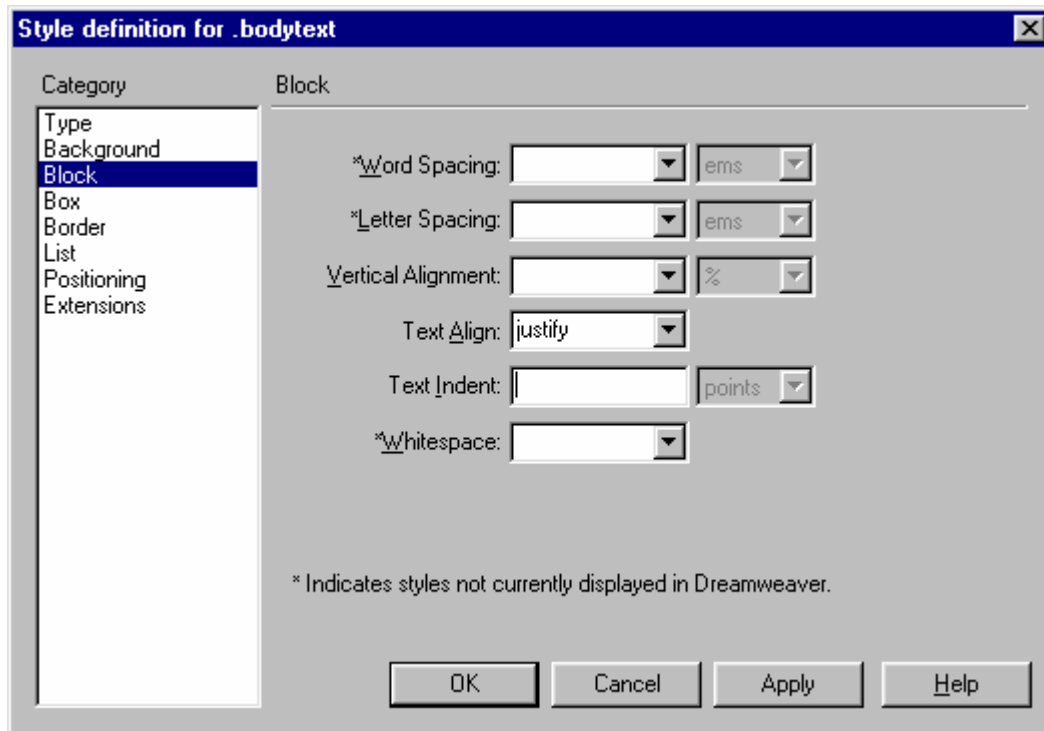 Style definition for .bodytext
Category
Block
Type
Background
Block
Box
Border
List
Positioning
Extensions
*Word Spacing: ems
*Letter Spacing: ems
Vertical Alignment: %
Text Align: justify
Text Indent: points
*Whitespace:
* Indicates styles not currently displayed in Dreamweaver.
OK Cancel Apply Help